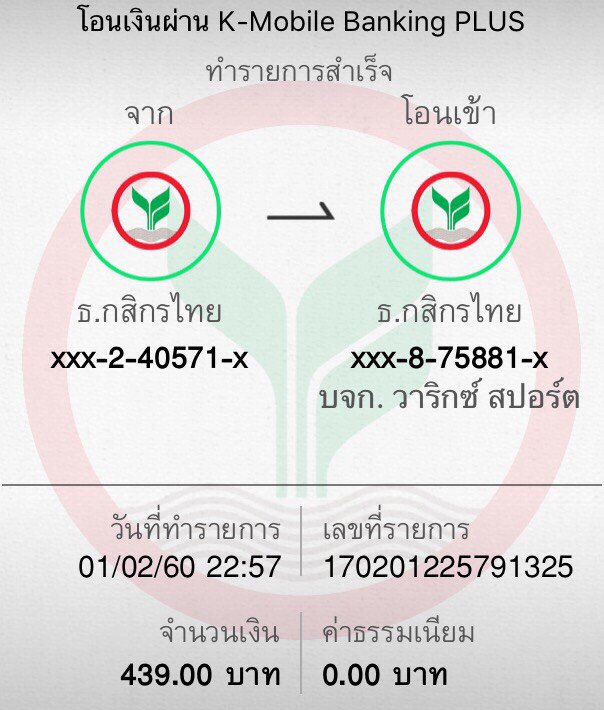 โอนเงินผ่าน K-Mobile Banking PLUS
ทำรายการสำเร็จ
จาก
โอนเข้า
ธ.กสิกรไทย
ธ.กสิกรไทย
xxx-2-40571-x
xxx-8-75881-x
บจก. วาริกซ์ สปอร์ต
วันที่ทำรายการ
เลขที่รายการ
01/02/60 22:57
170201225791325
จำนวนเงิน
ค่าธรรมเนียม
439.00 บาท
0.00 บาท